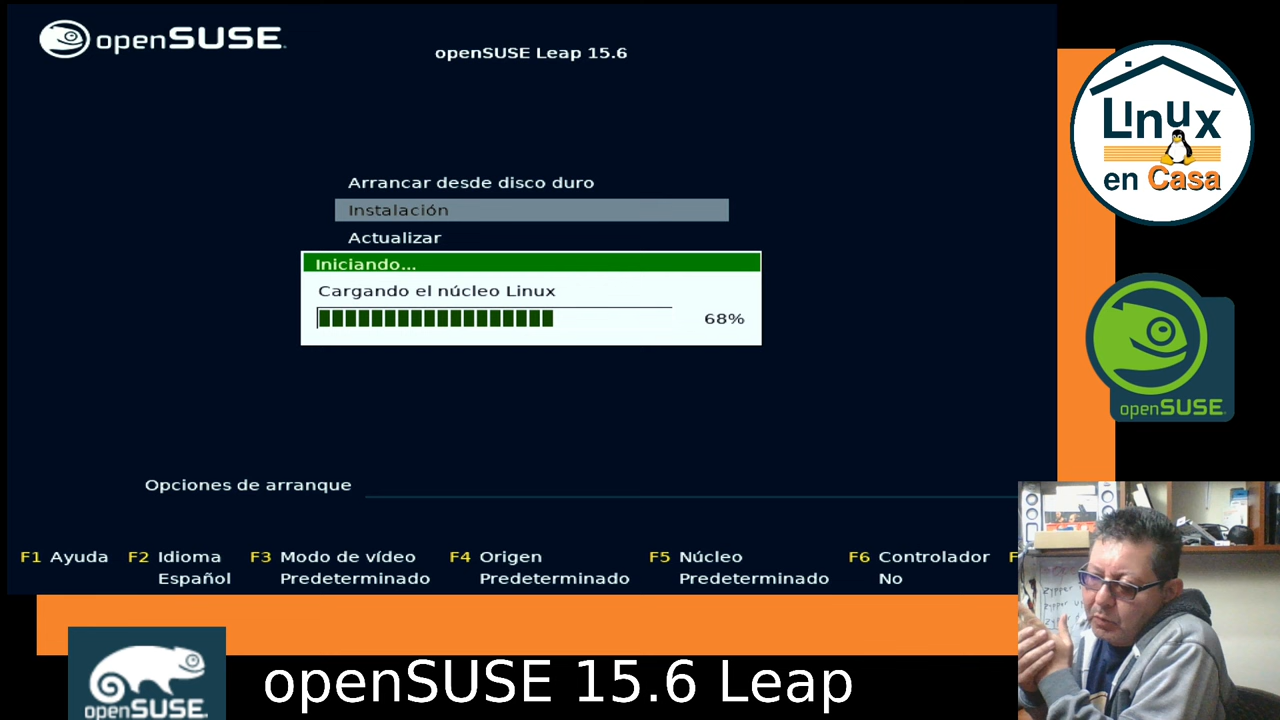 openSUSE
openSUSE Leap 15.6
Linux
en Casa
Arrancar desde disco duro
Instalación
Actualizar
Iniciando...
Cargando el núcleo Linux
68%
openSUSE
Opciones de arranque
F1 Ayuda F2 Idioma F3 Modo de vídeo F4 Origen F5 Núcleo F6 Controlador F
Español Predeterminado Predeterminado Predeterminado No
zypper
zypper
openSUSE
openSUSE 15.6 Leap